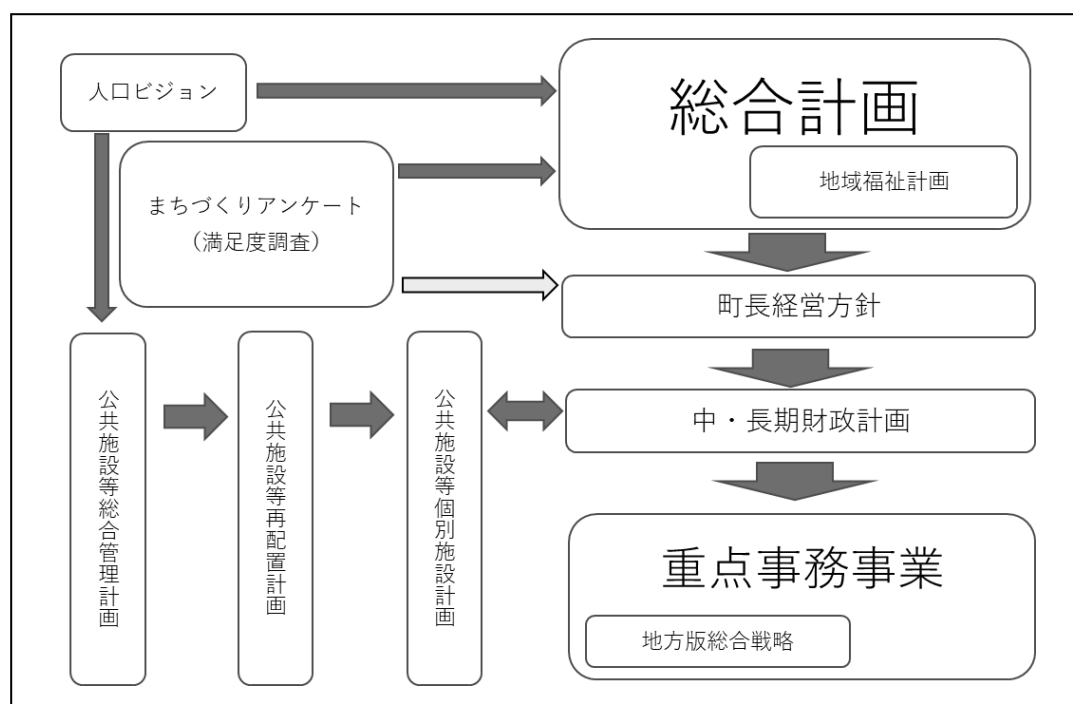 人口ビジョン
総合計画
地域福祉計画
まちづくりアンケート
（満足度調査）
町長経営方針
中・長期財政計画
公共施設等総合管理計画
公共施設等再配置計画
公共施設等個別施設計画
重点事務事業
地方版総合戦略